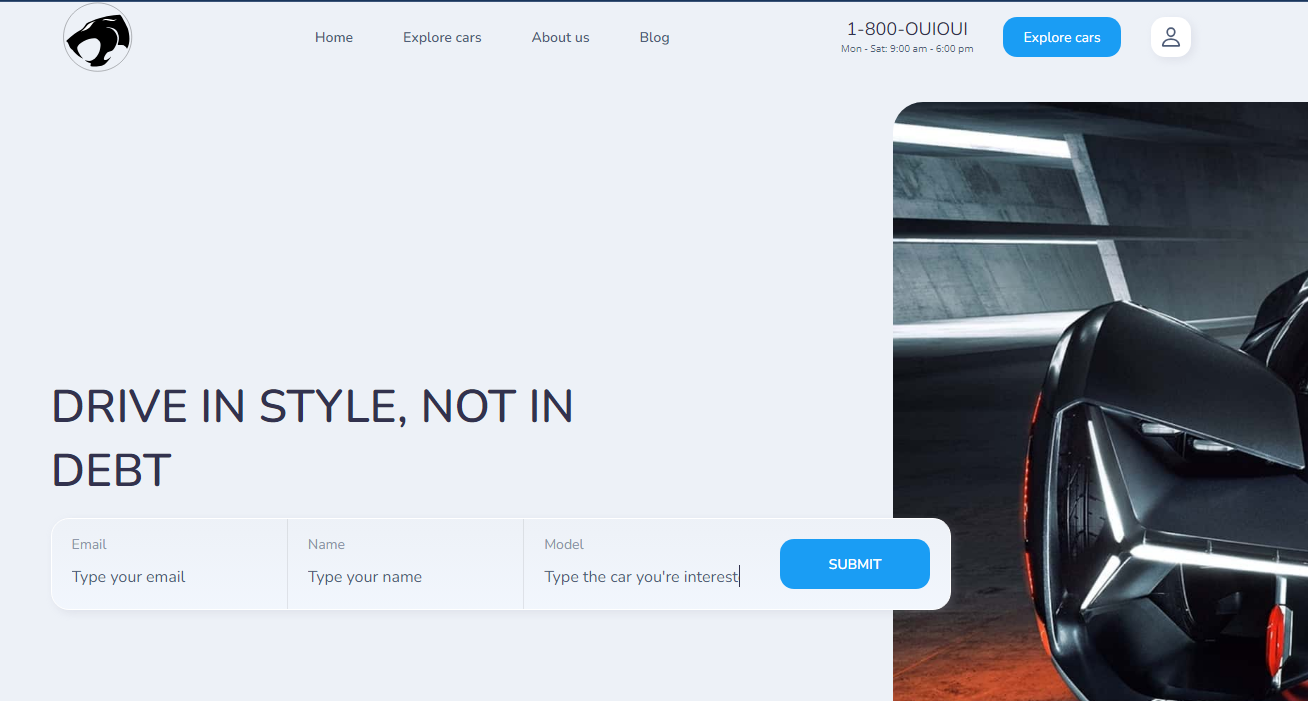 Home
Explore cars
About us
Blog
1-800-OUIOUI
Mon - Sat: 9:00 am - 6:00 pm
Explore cars
DRIVE IN STYLE, NOT IN
DEBT
Email
Type your email
Name
Type your name
Model
Type the car you're interest
SUBMIT